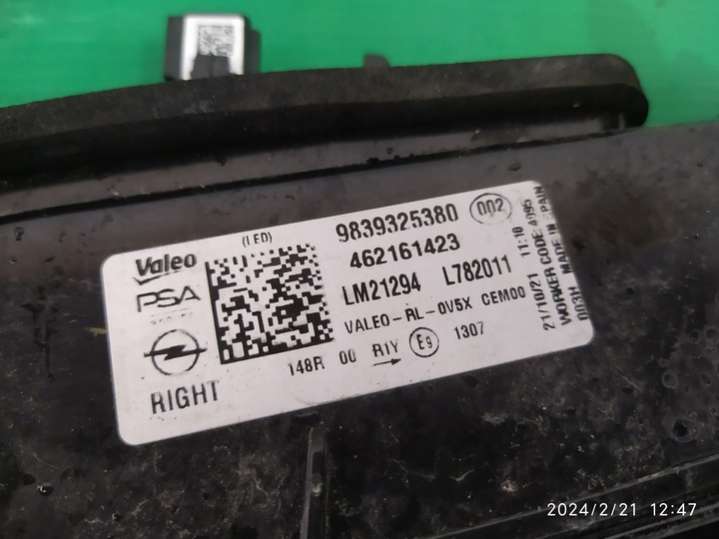 (LED)
Valeo
PSA
RIGHT
9839325380 002
462161423
LM21294 L782011
VALEO-RL-0V5X CEM00
148R 00 R1Y E9 1307
21/10/21 11:10
WORKER CODE:
003H MADE IN SPAIN
2024/2/21 12:47